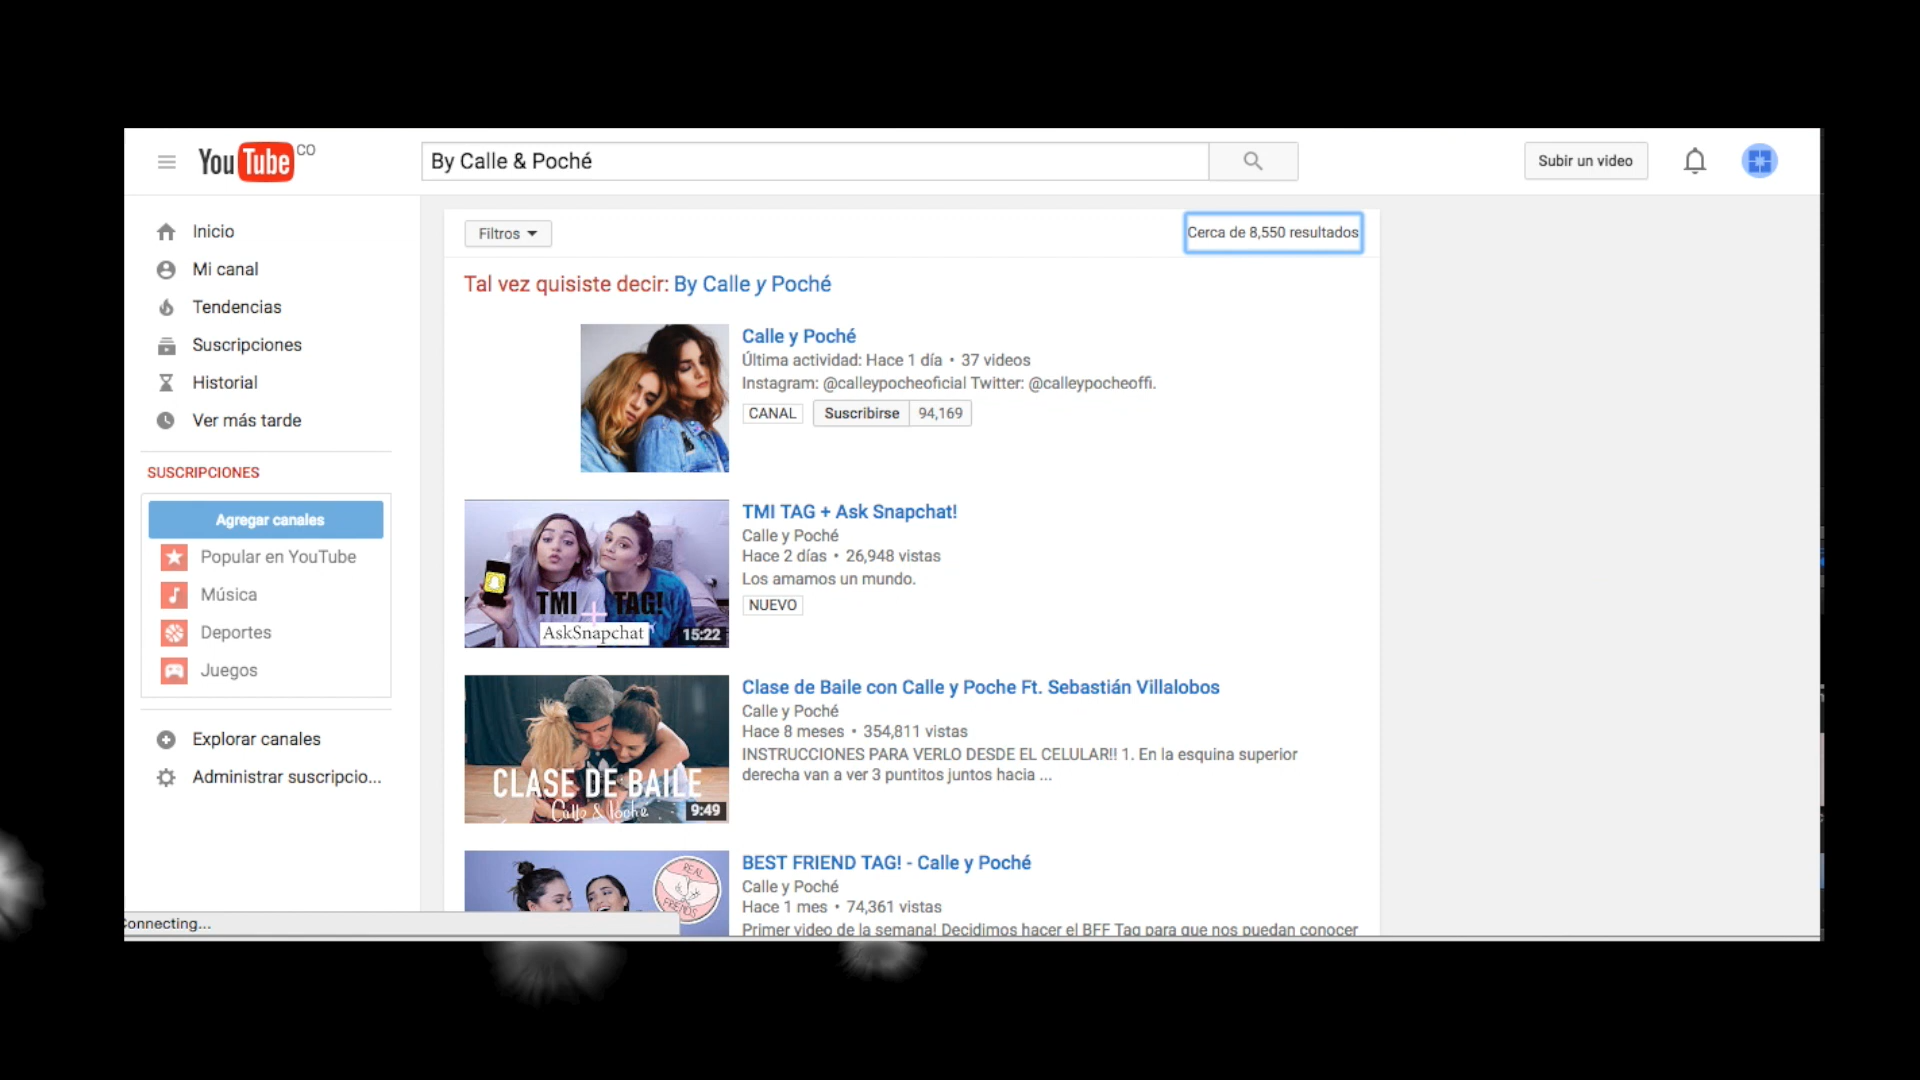 YouTube CO
By Calle & Poché
Subir un video
Inicio
Mi canal
Tendencias
Suscripciones
Historial
Ver más tarde
SUSCRIPCIONES
Agregar canales
Popular en YouTube
Música
Deportes
Juegos
Explorar canales
Administrar suscripcio...
Filtros
Cerca de 8,550 resultados
Tal vez quisiste decir: By Calle y Poché
Calle y Poché
Última actividad: Hace 1 día • 37 videos
Instagram: @calleypocheoficial Twitter: @calleypocheoffi.
CANAL Suscribirse 94,169
TMI TAG!
AskSnapchat
15:22
TMI TAG + Ask Snapchat!
Calle y Poché
Hace 2 días • 26,948 vistas
Los amamos un mundo.
NUEVO
CLASE DE BAILE
Calle & Poché
9:49
Clase de Baile con Calle y Poche Ft. Sebastián Villalobos
Calle y Poché
Hace 8 meses • 354,811 vistas
INSTRUCCIONES PARA VERLO DESDE EL CELULAR!! 1. En la esquina superior
derecha van a ver 3 puntitos juntos hacia ...
REAL
FRIENDS
BEST FRIEND TAG! - Calle y Poché
Calle y Poché
Hace 1 mes • 74,361 vistas
Primer video de la semana! Decidimos hacer el BFF Tag para que nos puedan conocer
onnecting...